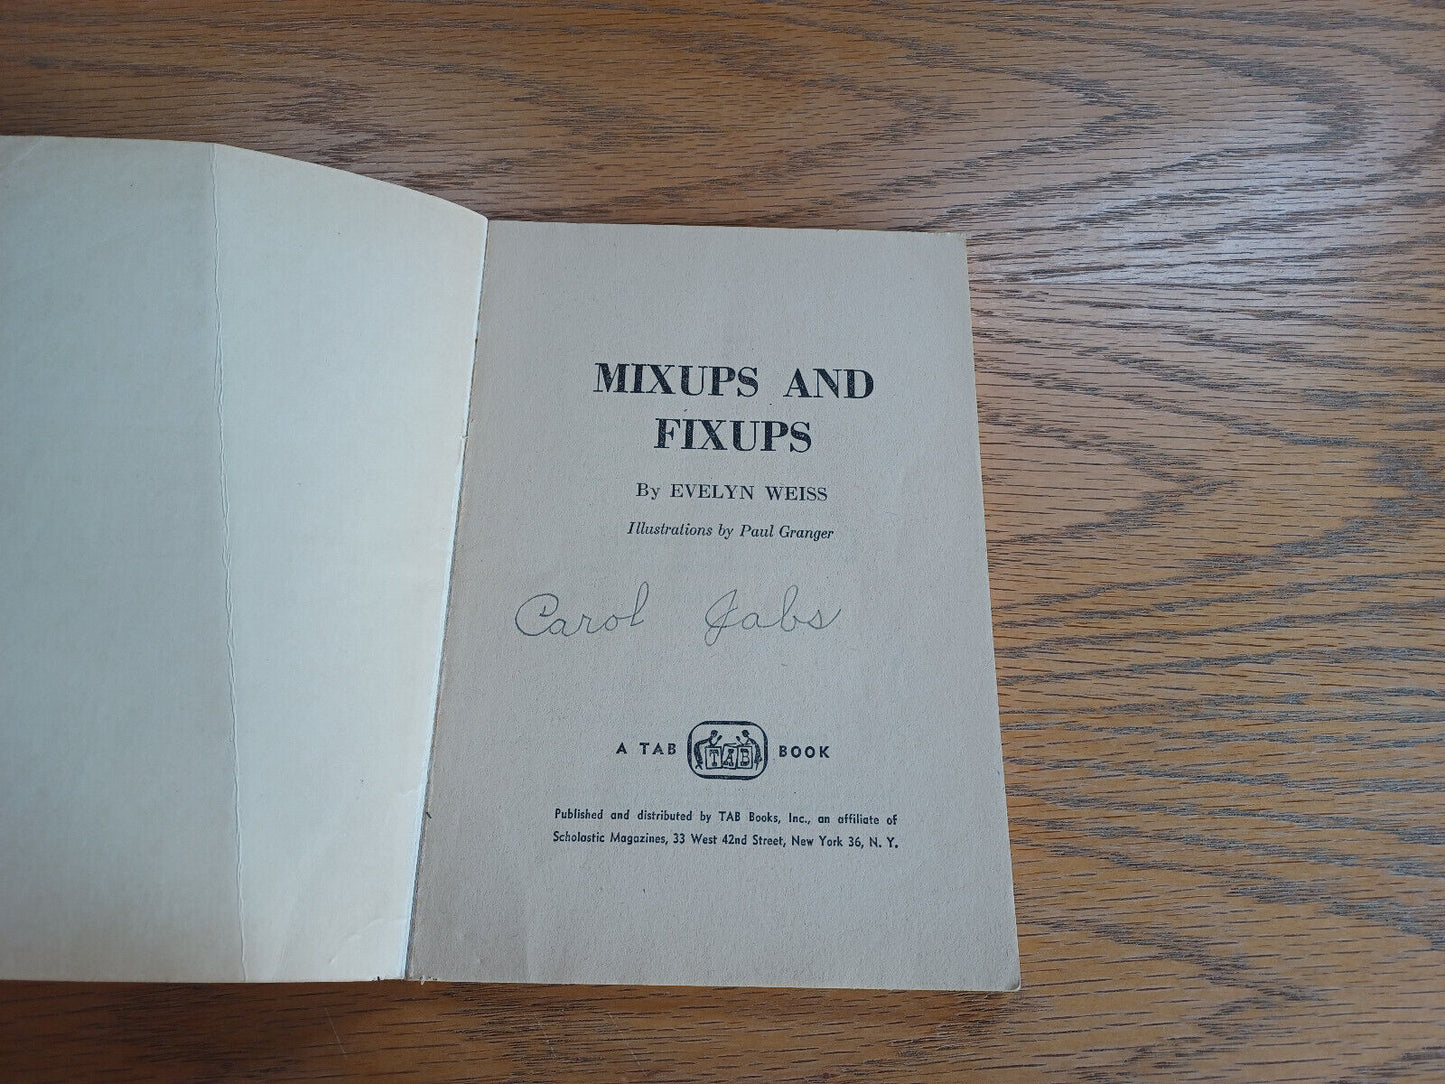 MIXUPS AND
FIXUPS
By EVELYN WEISS
Illustrations by Paul Granger
Carol Jabs
A TAB TAB BOOK
Published and distributed by TAB Books, Inc., an affiliate of
Scholastic Magazines, 33 West 42nd Street, New York 36, N. Y.